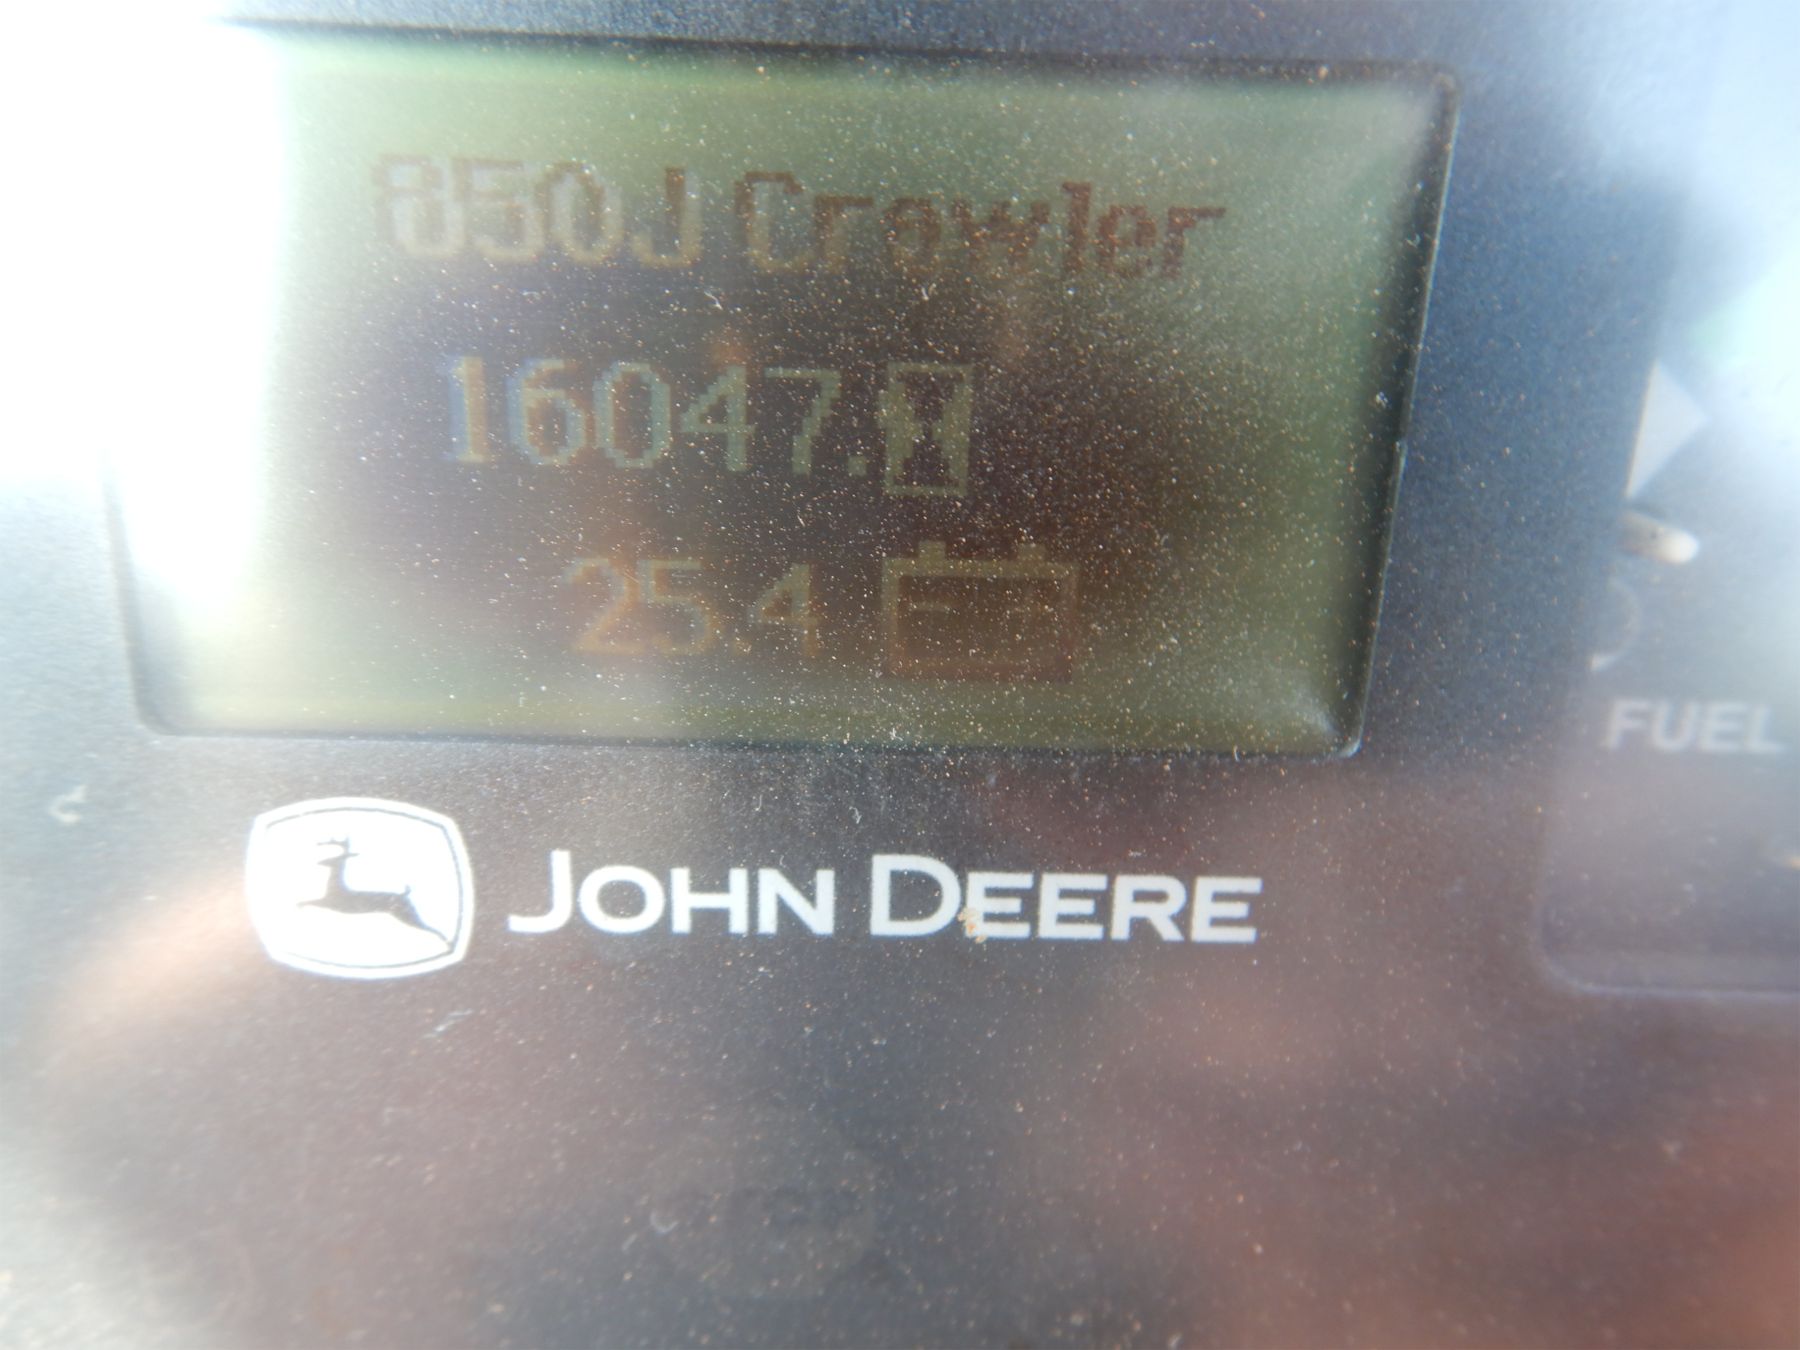 850J Crawler
16047.
25.4
FUEL
JOHN DEERE